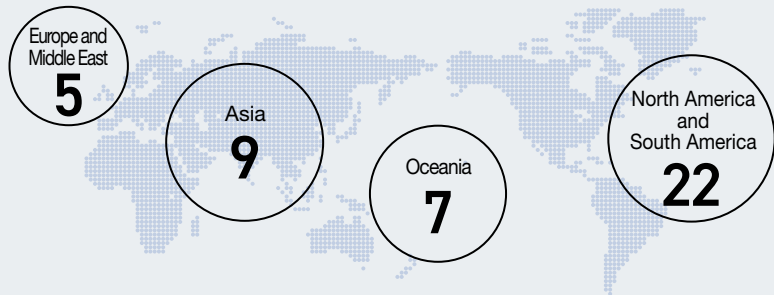 Europe and
Middle East
5
Asia
9
Oceania
7
North America
and
South America
22